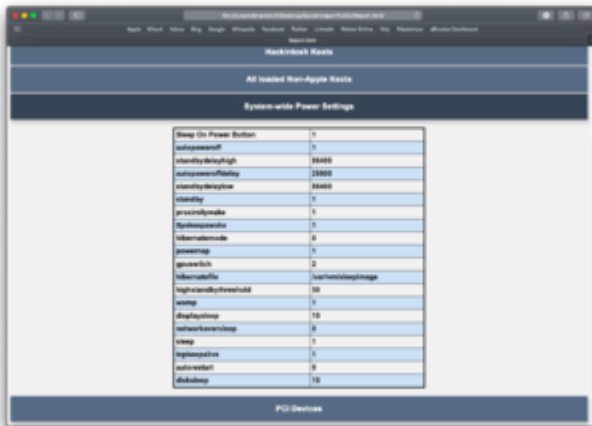 Report.html
Hackintosh Kexts
All loaded Non-Apple Kexts
System-wide Power Settings
Sleep On Power Button 1
autopoweroff 1
standbydelayhigh 86400
autopoweroffdelay 28800
standbydelaylow 86400
standby 1
proximitywake 1
ttyskeepawake 1
hibernatemode 0
powernap 1
gpuswitch 2
hibernatefile /var/vm/sleepimage
highstandbythreshold 50
womp 1
displaysleep 10
networkoversleep 0
sleep 1
tcpkeepalive 1
autorestart 0
disksleep 10
PCI Devices